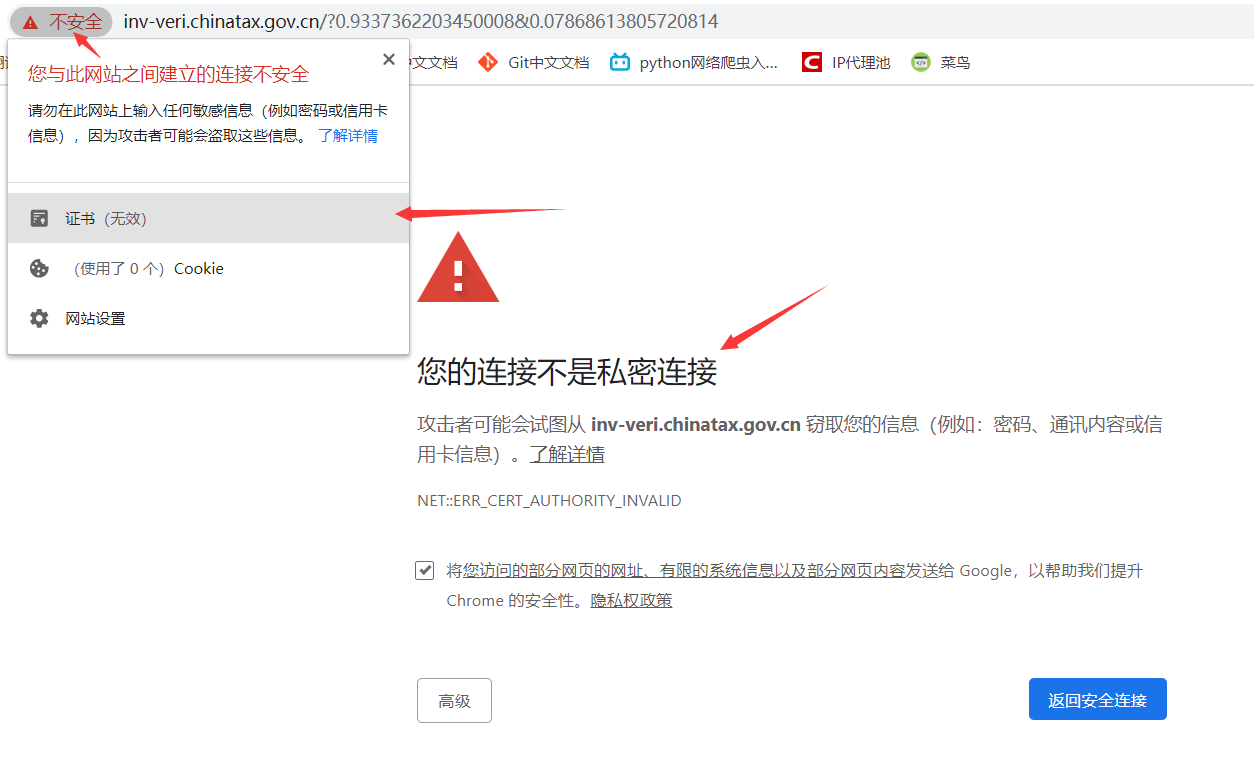 不安全 inv-veri.chinatax.gov.cn/?0.9337362203450008&0.07868613805720814
中文文档 Git中文文档 python网络爬虫入... IP代理池 菜鸟
您与此网站之间建立的连接不安全
请勿在此网站上输入任何敏感信息（例如密码或信用卡
信息），因为攻击者可能会盗取这些信息。 了解详情
证书（无效）
（使用了 0 个）Cookie
网站设置
您的连接不是私密连接
攻击者可能会试图从 inv-veri.chinatax.gov.cn 窃取您的信息（例如：密码、通讯内容或信
用卡信息）。了解详情
NET::ERR_CERT_AUTHORITY_INVALID
将您访问的部分网页的网址、有限的系统信息以及部分网页内容发送给 Google，以帮助我们提升
Chrome 的安全性。隐私权政策
高级
返回安全连接